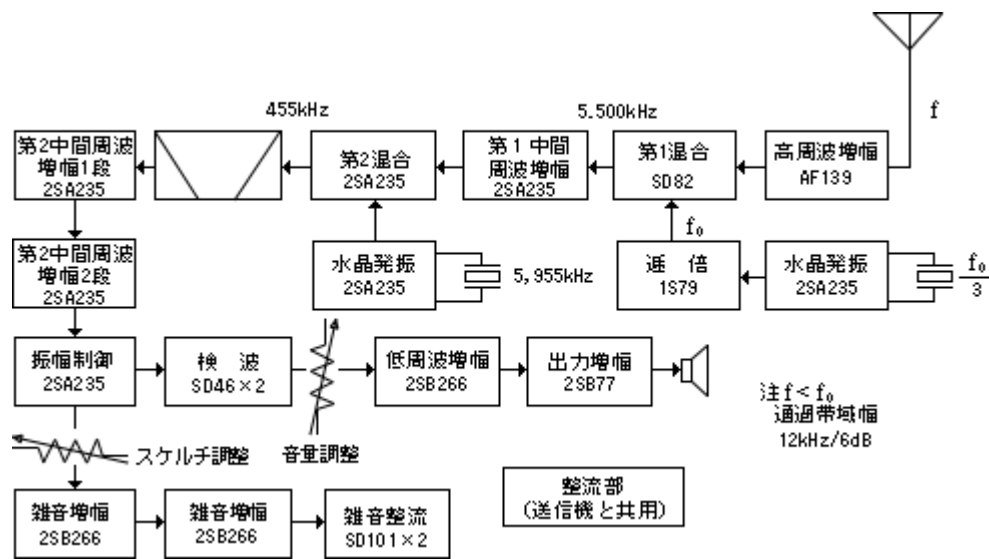 455kHz
5.500kHz
f
第2中間周波
増幅1段
2SA235
第2混合
2SA235
第1中間
周波増幅
2SA235
第1混合
SD82
高周波増幅
AF139
f₀
第2中間周波
増幅2段
2SA235
水晶発振
2SA235
5,955kHz
逓倍
1S79
水晶発振
2SA235
f₀
3
振幅制御
2SA235
検波
SD46×2
低周波増幅
2SB266
出力増幅
2SB77
注f<f₀
通過帯域幅
12kHz/6dB
スケルチ調整
音量調整
雑音増幅
2SB266
雑音増幅
2SB266
雑音整流
SD101×2
整流部
(送信機と共用)